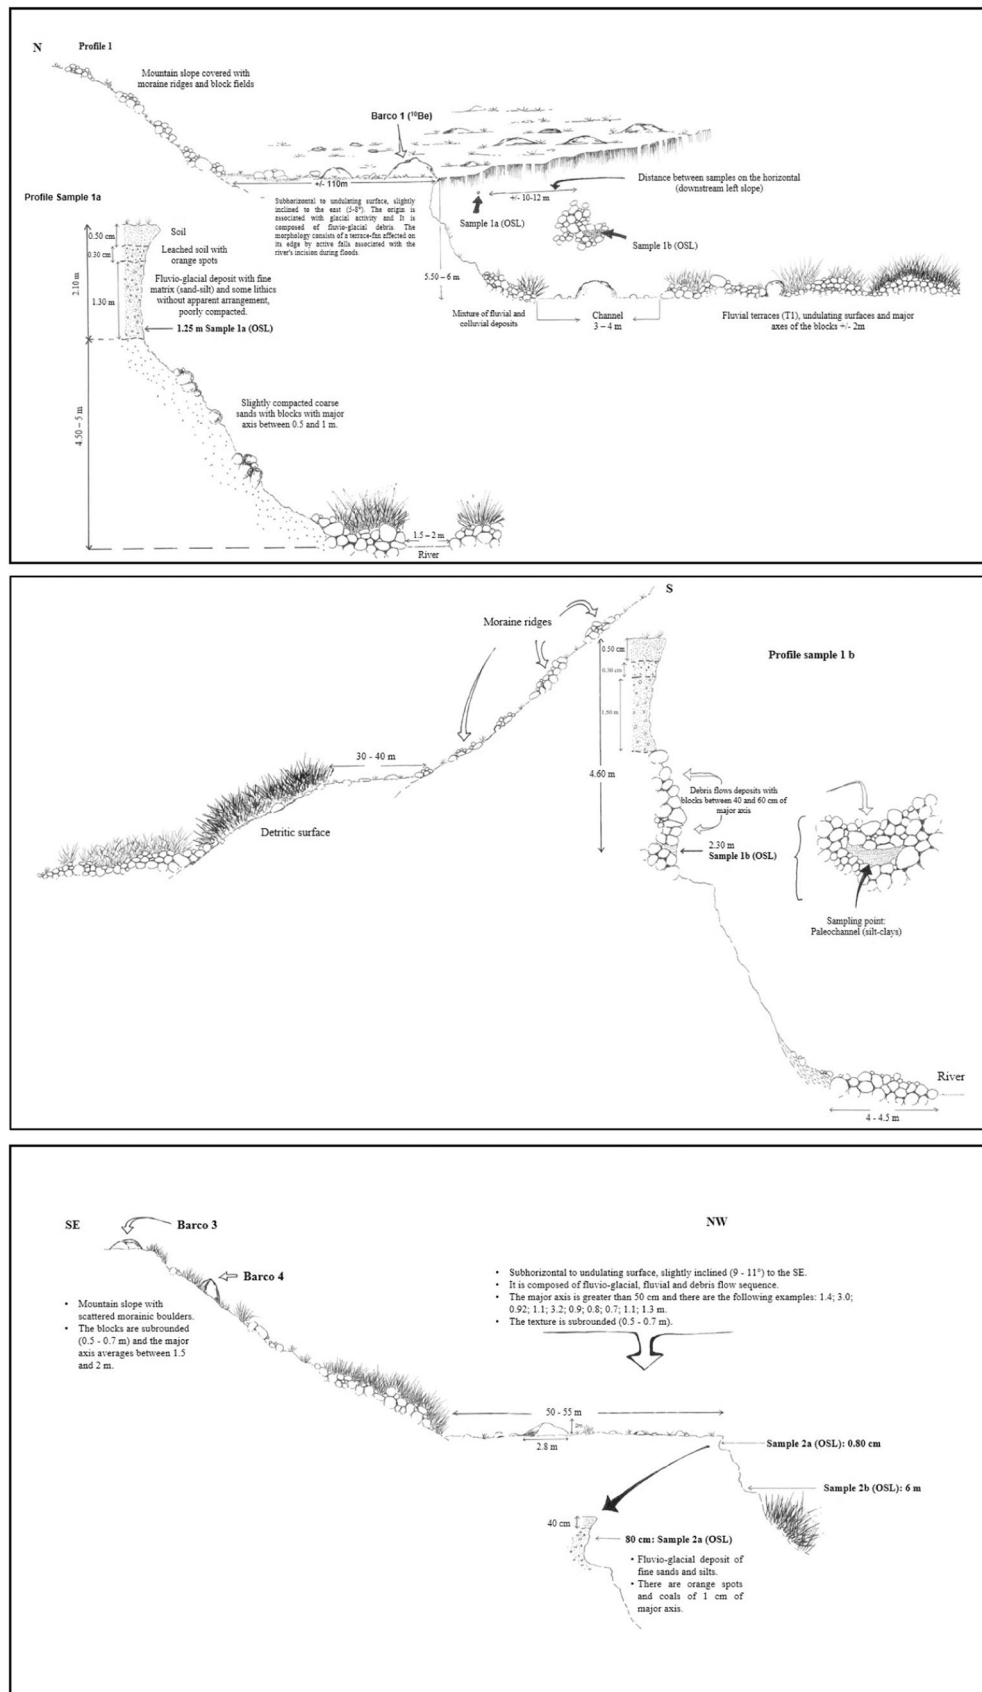 N
Profile 1
Mountain slope covered with
moraine ridges and block fields
Barco 1 (¹⁰Be)
+/- 110m
Distance between samples on the horizontal
(downstream left slope)
+/- 10-12 m
Sample 1a (OSL)
Sample 1b (OSL)
Subhorizontal to undulating surface, slightly
inclined to the east (5-8°). The origin is
associated with glacial activity and It is
composed of fluvio-glacial debris. The
morphology consists of a terrace-fan affected on
its edge by active falls associated with the
river's incision during floods.
5.50 – 6 m
Mixture of fluvial and
colluvial deposits
Channel
3 – 4 m
Fluvial terraces (T1), undulating surfaces and major
axes of the blocks +/- 2m
Profile Sample 1a
0.50 cm
0.30 cm
2.10 m
1.30 m
Soil
Leached soil with
orange spots
Fluvio-glacial deposit with fine
matrix (sand-silt) and some lithics
without apparent arrangement,
poorly compacted.
1.25 m Sample 1a (OSL)
4.50 – 5 m
Slightly compacted coarse
sands with blocks with major
axis between 0.5 and 1 m.
1.5 – 2 m
River
S
Moraine ridges
Profile sample 1 b
0.50 cm
0.30 cm
1.50 m
30 - 40 m
4.60 m
Detritic surface
Debris flows deposits with
blocks between 40 and 60 cm of
major axis
2.30 m
Sample 1b (OSL)
Sampling point:
Paleochannel (silt-clays)
River
4 - 4.5 m
SE
Barco 3
Barco 4
NW
• Mountain slope with
scattered morainic boulders.
• The blocks are subrounded
(0.5 - 0.7 m) and the major
axis averages between 1.5
and 2 m.
• Subhorizontal to undulating surface, slightly inclined (9 - 11°) to the SE.
• It is composed of fluvio-glacial, fluvial and debris flow sequence.
• The major axis is greater than 50 cm and there are the following examples: 1.4; 3.0;
0.92; 1.1; 3.2; 0.9; 0.8; 0.7; 1.1; 1.3 m.
• The texture is subrounded (0.5 - 0.7 m).
50 - 55 m
2.8 m
Sample 2a (OSL): 0.80 cm
Sample 2b (OSL): 6 m
40 cm
80 cm: Sample 2a (OSL)
• Fluvio-glacial deposit of
fine sands and silts.
• There are orange spots
and coals of 1 cm of
major axis.